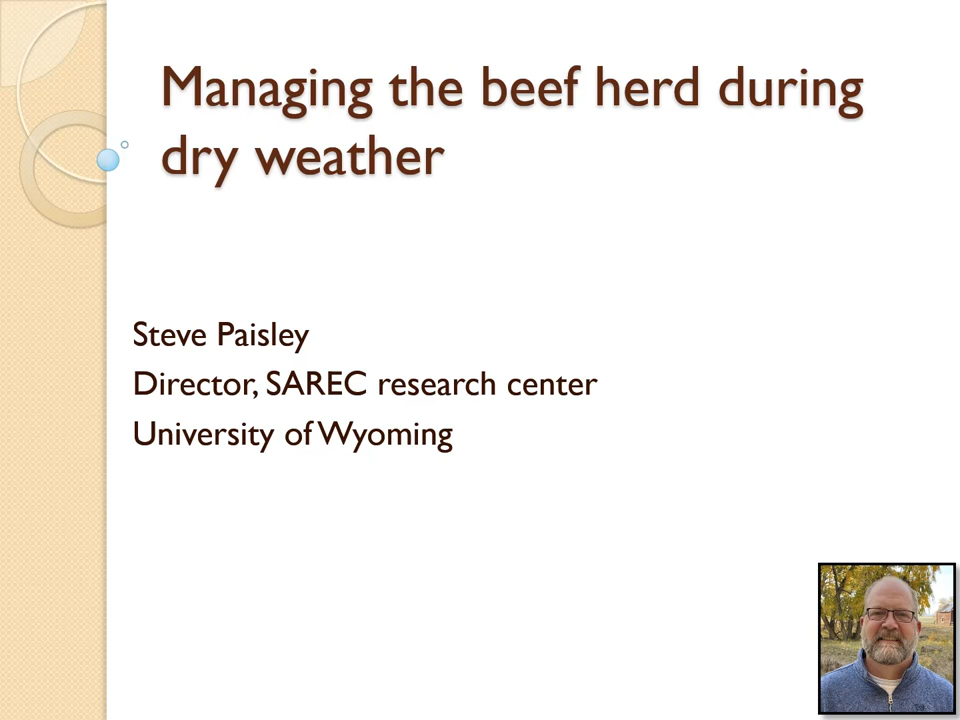 Managing the beef herd during
dry weather
Steve Paisley
Director, SAREC research center
University of Wyoming